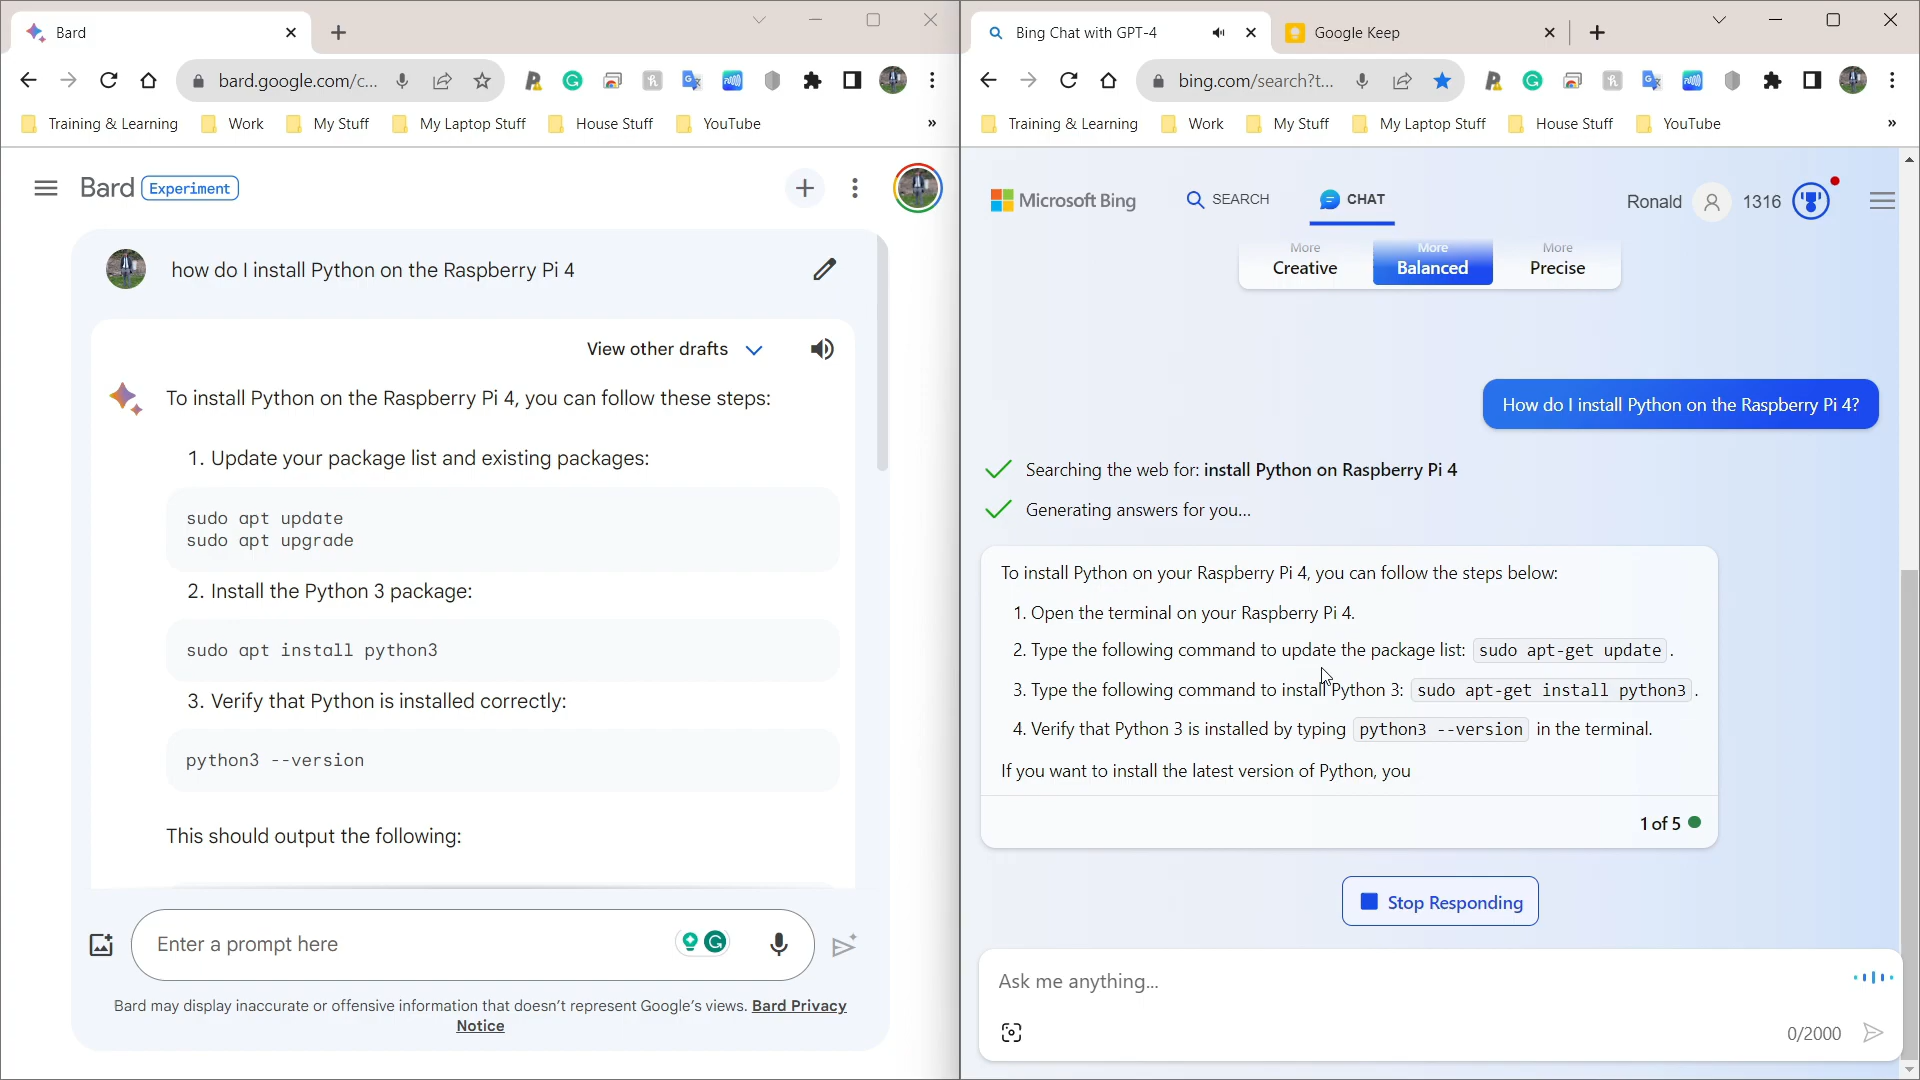 Bard
bard.google.com/c...
Training & Learning
Work
My Stuff
My Laptop Stuff
House Stuff
YouTube
»
Bard
Experiment
how do I install Python on the Raspberry Pi 4
View other drafts
To install Python on the Raspberry Pi 4, you can follow these steps:
1. Update your package list and existing packages:
sudo apt update
sudo apt upgrade
2. Install the Python 3 package:
sudo apt install python3
3. Verify that Python is installed correctly:
python3 --version
This should output the following:
Enter a prompt here
Bard may display inaccurate or offensive information that doesn't represent Google's views. Bard Privacy
Notice
Bing Chat with GPT-4
Google Keep
bing.com/search?t...
Training & Learning
Work
My Stuff
My Laptop Stuff
House Stuff
YouTube
»
Microsoft Bing
SEARCH
CHAT
Ronald
1316
More
Creative
More
Balanced
More
Precise
How do I install Python on the Raspberry Pi 4?
Searching the web for: install Python on Raspberry Pi 4
Generating answers for you...
To install Python on your Raspberry Pi 4, you can follow the steps below:
1. Open the terminal on your Raspberry Pi 4.
2. Type the following command to update the package list: sudo apt-get update .
3. Type the following command to install Python 3: sudo apt-get install python3 .
4. Verify that Python 3 is installed by typing python3 --version in the terminal.
If you want to install the latest version of Python, you
1 of 5
Stop Responding
Ask me anything...
0/2000